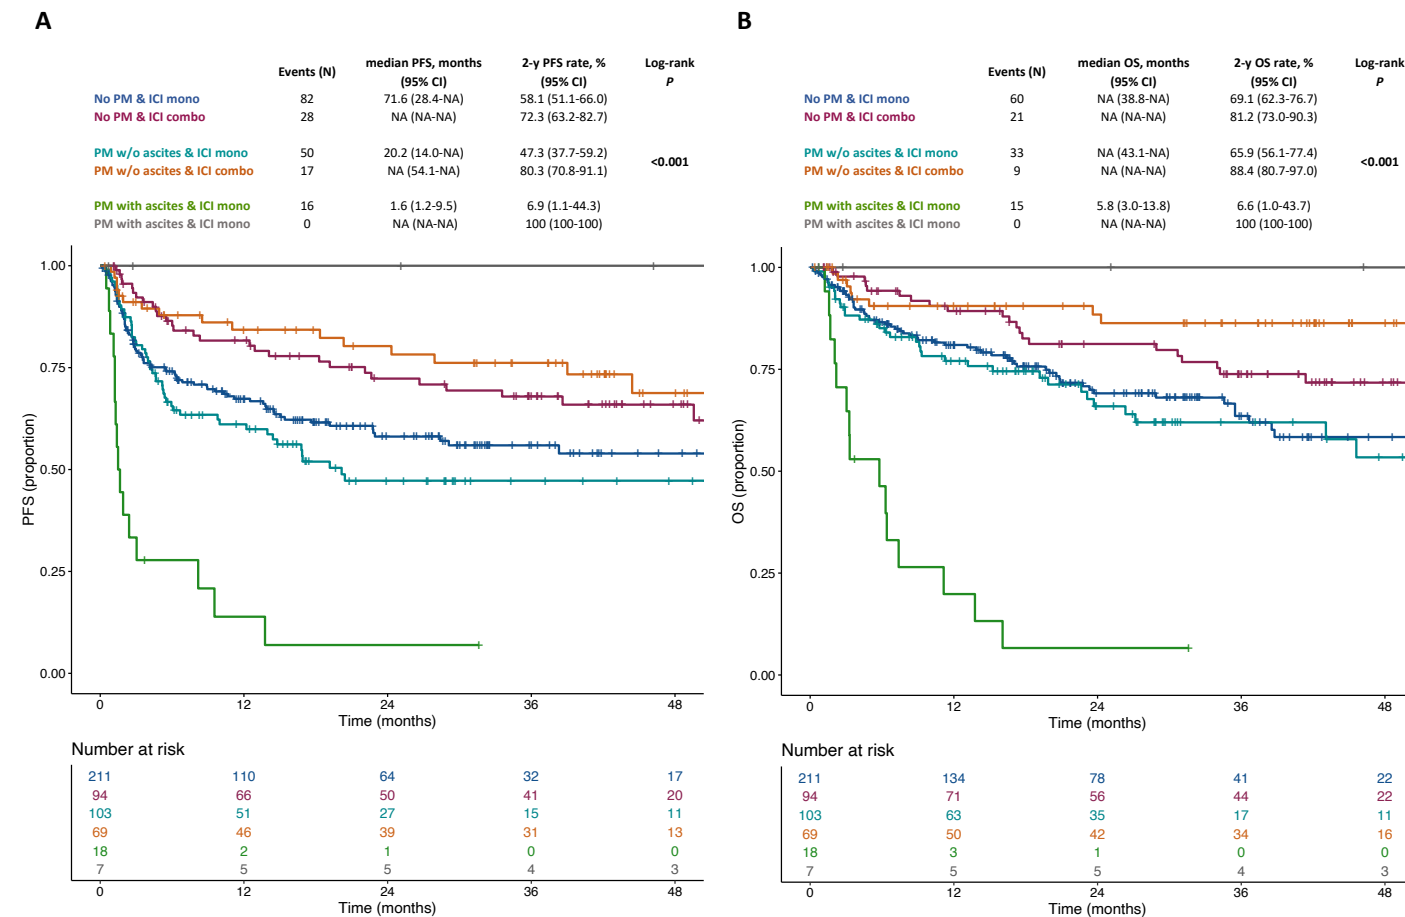 A
Events (N) median PFS, months (95% CI) 2-y PFS rate, % (95% CI) Log-rank P
No PM & ICI mono 82 71.6 (28.4-NA) 58.1 (51.1-66.0)
No PM & ICI combo 28 NA (NA-NA) 72.3 (63.2-82.7)
PM w/o ascites & ICI mono 50 20.2 (14.0-NA) 47.3 (37.7-59.2)
<0.001
PM w/o ascites & ICI combo 17 NA (54.1-NA) 80.3 (70.8-91.1)
PM with ascites & ICI mono 16 1.6 (1.2-9.5) 6.9 (1.1-44.3)
PM with ascites & ICI mono 0 NA (NA-NA) 100 (100-100)
PFS (proportion)
1.00
0.75
0.50
0.25
0.00
0 12 24 36 48
Time (months)
Number at risk
211 110 64 32 17
94 66 50 41 20
103 51 27 15 11
69 46 39 31 13
18 2 1 0 0
7 5 5 4 3
0 12 24 36 48
Time (months)
B
Events (N) median OS, months (95% CI) 2-y OS rate, % (95% CI) Log-rank P
No PM & ICI mono 60 NA (38.8-NA) 69.1 (62.3-76.7)
No PM & ICI combo 21 NA (NA-NA) 81.2 (73.0-90.3)
PM w/o ascites & ICI mono 33 NA (43.1-NA) 65.9 (56.1-77.4)
<0.001
PM w/o ascites & ICI combo 9 NA (NA-NA) 88.4 (80.7-97.0)
PM with ascites & ICI mono 15 5.8 (3.0-13.8) 6.6 (1.0-43.7)
PM with ascites & ICI mono 0 NA (NA-NA) 100 (100-100)
OS (proportion)
1.00
0.75
0.50
0.25
0.00
0 12 24 36 48
Time (months)
Number at risk
211 134 78 41 22
94 71 56 44 22
103 63 35 17 11
69 50 42 34 16
18 3 1 0 0
7 5 5 4 3
0 12 24 36 48
Time (months)